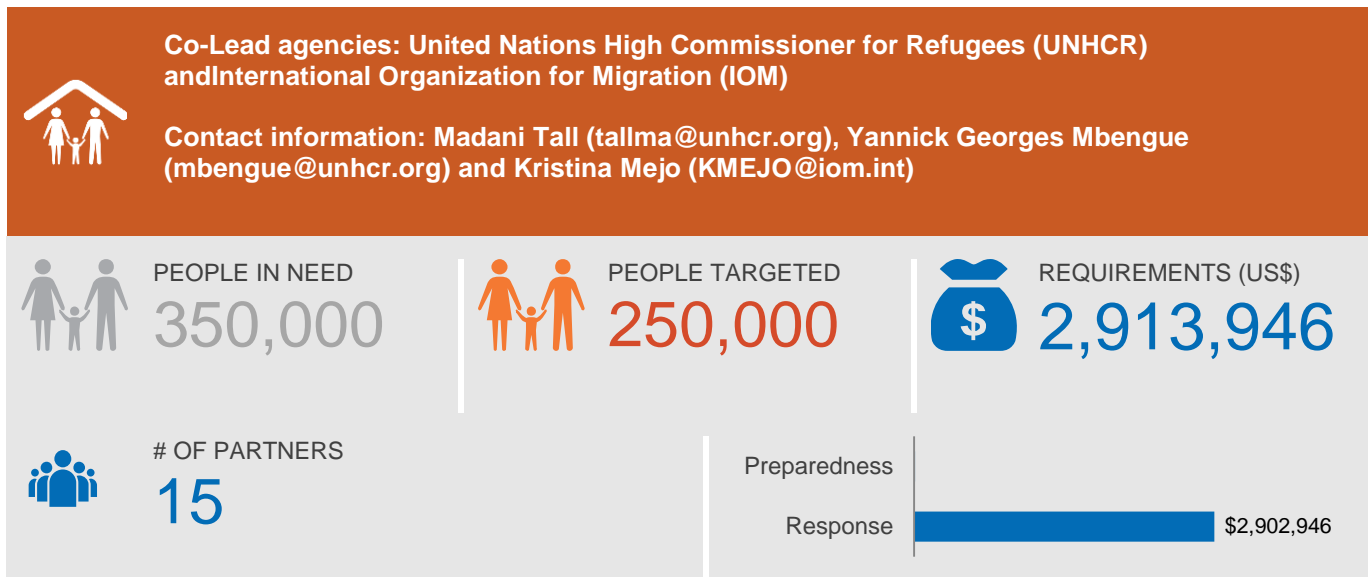 Co-Lead agencies: United Nations High Commissioner for Refugees (UNHCR)
andInternational Organization for Migration (IOM)
Contact information: Madani Tall (tallma@unhcr.org), Yannick Georges Mbengue
(mbengue@unhcr.org) and Kristina Mejo (KMEJO@iom.int)
PEOPLE IN NEED
350,000
PEOPLE TARGETED
250,000
$
REQUIREMENTS (US$)
2,913,946
# OF PARTNERS
15
Preparedness
Response
$2,902,946